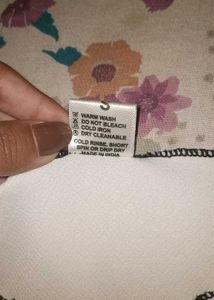 WARM WASH
DO NOT BLEACH
COLD IRON
DRY CLEANABLE
COLD RINSE, SHORT
SPIN OR DRIP DRY
MADE IN INDIA